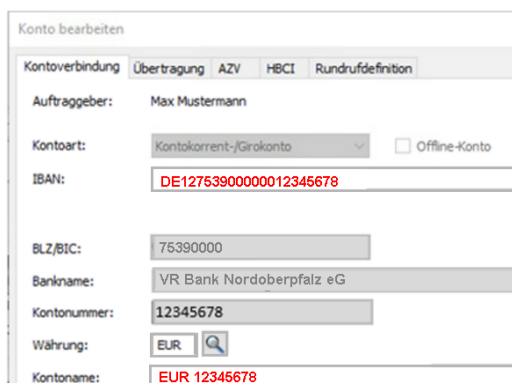 Konto bearbeiten
Kontoverbindung Übertragung AZV HBCI Rundrufdefinition
Auftraggeber: Max Mustermann
Kontoart: Kontokorrent-/Girokonto Offline-Konto
IBAN: DE12753900000012345678
BLZ/BIC: 75390000
Bankname: VR Bank Nordoberpfalz eG
Kontonummer: 12345678
Währung: EUR
Kontoname: EUR 12345678